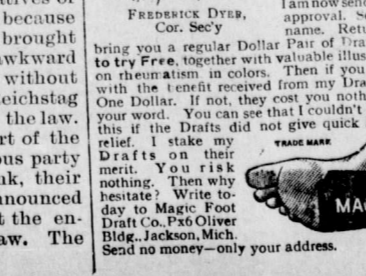 because
brought
awkward
without
eichstag
the law.
rt of the
ous party
nk, their
nounced
t the en-
aw. The
FREDERICK DYER,
Cor. Sec'y
I am now send
approval. S
name. Retu
bring you a regular Dollar Pair of Dra
to try Free, together with valuable illus
on rheumatism in colors. Then if you
with the benefit received from my Dra
One Dollar. If not, they cost you noth
your word. You can see that I couldn't
this if the Drafts did not give quick
relief. I stake my
Drafts on their
merit. You risk
nothing. Then why
hesitate? Write to-
day to Magic Foot
Draft Co., Px6 Oliver
Bldg., Jackson, Mich.
Send no money—only your address.
TRADE MARK
MA